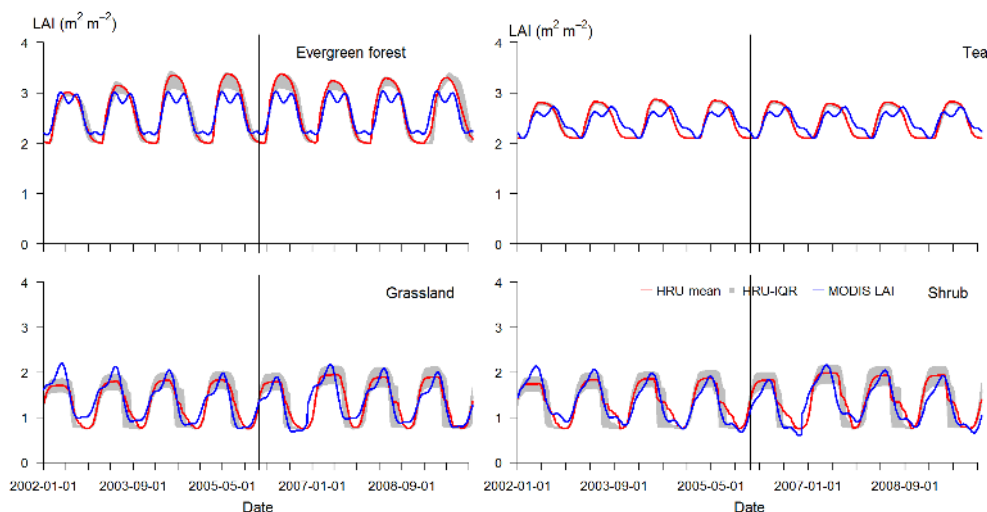 LAI (m² m⁻²)
Evergreen forest
4
3
2
1
0
LAI (m² m⁻²)
Tea
4
3
2
1
0
Grassland
4
3
2
1
0
2002-01-01 2003-09-01 2005-05-01 2007-01-01 2008-09-01
Date
HRU mean HRU-IQR MODIS LAI Shrub
4
3
2
1
0
2002-01-01 2003-09-01 2005-05-01 2007-01-01 2008-09-01
Date